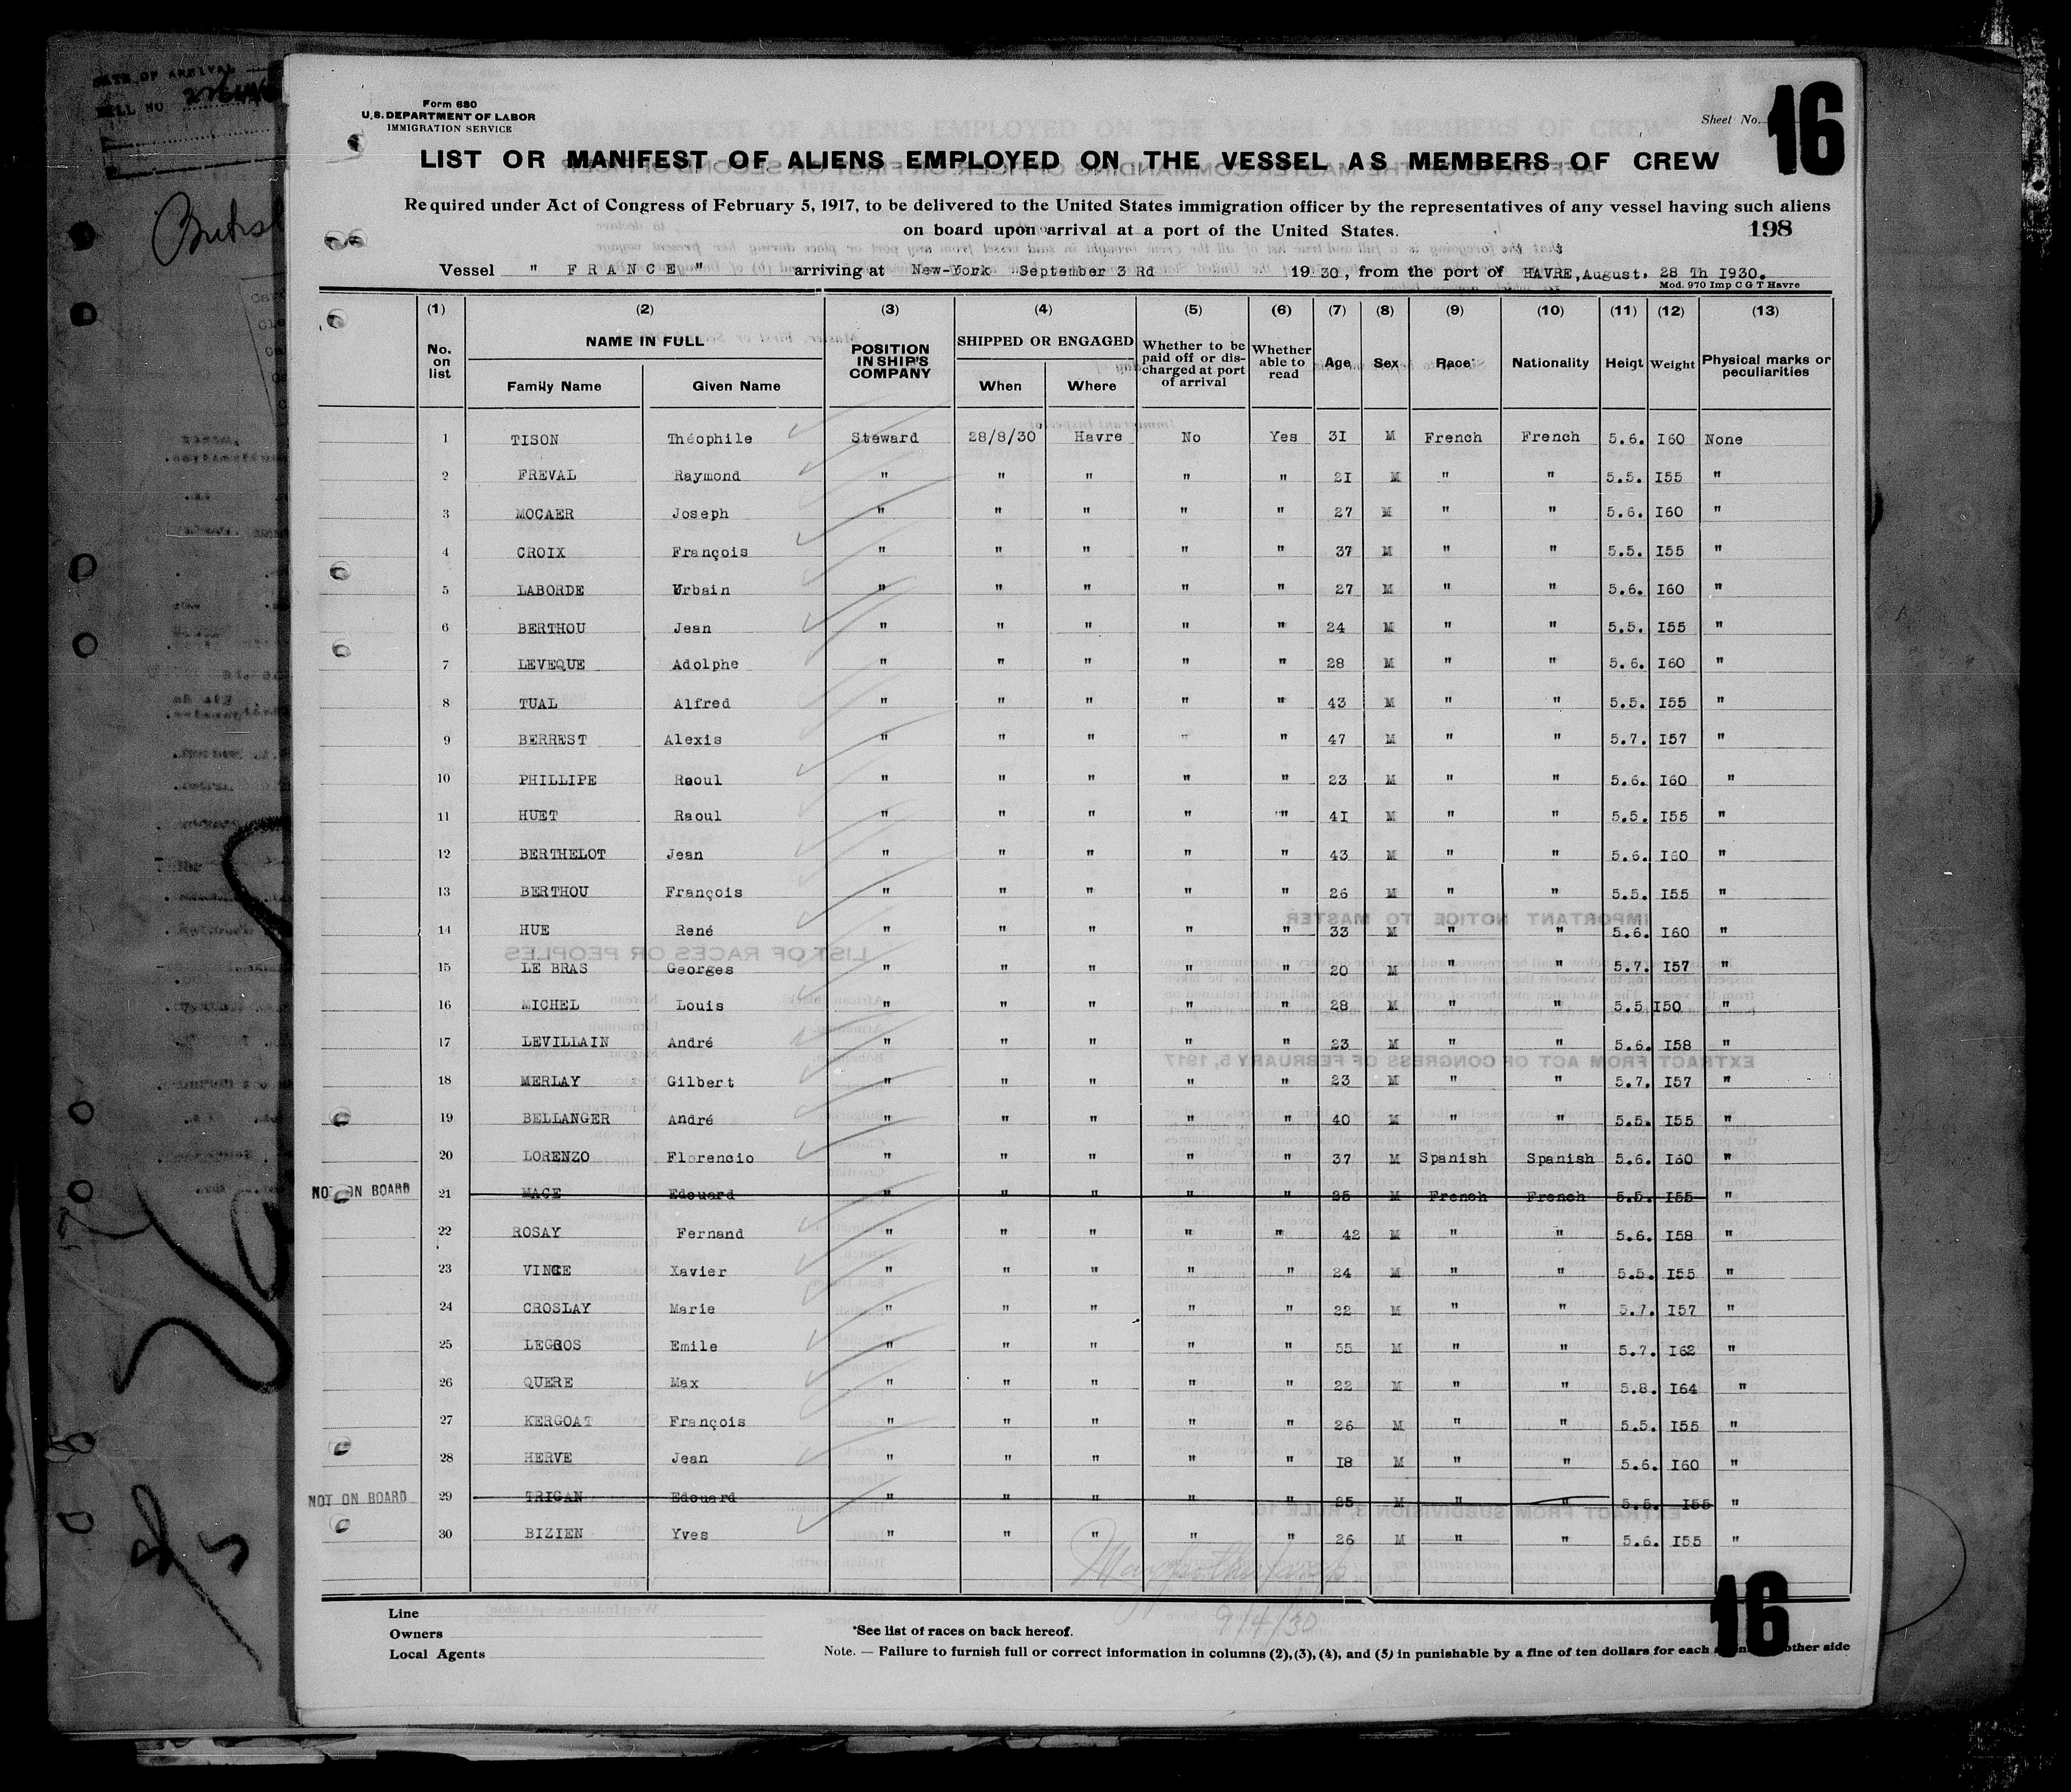 DATE OF ARRIVAL
Form 680
U.S. DEPARTMENT OF LABOR
IMMIGRATION SERVICE
Sheet No. 16
LIST OR MANIFEST OF ALIENS EMPLOYED ON THE VESSEL AS MEMBERS OF CREW
Required under Act of Congress of February 5, 1917, to be delivered to the United States immigration officer by the representatives of any vessel having such aliens
on board upon arrival at a port of the United States.
198
Vessel " FRANCE " arriving at New-York September 3 Rd 1930, from the port of HAVRE, August. 28 Th I930.
Mod. 970 Imp C G T Havre
(1) (2) (3) (4) (5) (6) (7) (8) (9) (10) (11) (12) (13)
No. on list NAME IN FULL Family Name Given Name POSITION IN SHIP'S COMPANY SHIPPED OR ENGAGED When Where Whether to be paid off or discharged at port of arrival Whether able to read Age Sex Race* Nationality Heigt Weight Physical marks or peculiarities
1 TISON Théophile Steward 28/8/30 Havre No Yes 3I M French French 5.6. I60 None
2 FREVAL Raymond " " " " " 2I M " " 5.5. I55 "
3 MOCAER Joseph " " " " " 27 M " " 5.6. I60 "
4 CROIX François " " " " " 37 M " " 5.5. I55 "
5 LABORDE Urbain " " " " " 27 M " " 5.6. I60 "
6 BERTHOU Jean " " " " " 24 M " " 5.5. I55 "
7 LEVEQUE Adolphe " " " " " 28 M " " 5.6. I60 "
8 TUAL Alfred " " " " " 43 M " " 5.5. I55 "
9 BERREST Alexis " " " " " 47 M " " 5.7. I57 "
10 PHILLIPE Raoul " " " " " 23 M " " 5.6. I60 "
11 HUET Raoul " " " " " 4I M " " 5.5. I55 "
12 BERTHELOT Jean " " " " " 43 M " " 5.6. I60 "
13 BERTHOU François " " " " " 26 M " " 5.5. I55 "
14 HUE René " " " " " 33 M " " 5.6. I60 "
15 LE BRAS Georges " " " " " 20 M " " 5.7. I57 "
16 MICHEL Louis " " " " " 28 M " " 5.5 I50 "
17 LEVILLAIN André " " " " " 23 M " " 5.6. I58 "
18 MERLAY Gilbert " " " " " 23 M " " 5.7. I57 "
19 BELLANGER André " " " " " 40 M " " 5.5. I55 "
20 LORENZO Florencio " " " " " 37 M Spanish Spanish 5.6. I60 "
NOT ON BOARD 21 MACE Edouard " " " " " 25 M French French 5.5. I55 "
22 ROSAY Fernand " " " " " 42 M " " 5.6. I58 "
23 VINCE Xavier " " " " " 24 M " " 5.5. I55 "
24 CROSLAY Marie " " " " " 22 M " " 5.7. I57 "
25 LEGROS Emile " " " " " 55 M " " 5.7. I62 "
26 QUERE Max " " " " " 22 M " " 5.8. I64 "
27 KERGOAT François " " " " " 26 M " " 5.5. I55 "
28 HERVE Jean " " " " " I8 M " " 5.6. I60 "
NOT ON BOARD 29 TRIGAN Edouard " " " " " 25 M " " 5.5. I55 "
30 BIZIEN Yves " " " " " 26 M " " 5.6. I55 "
9/4/30
16
Line
Owners
Local Agents
*See list of races on back hereof.
Note. — Failure to furnish full or correct information in columns (2), (3), (4), and (5) in punishable by a fine of ten dollars for each other side